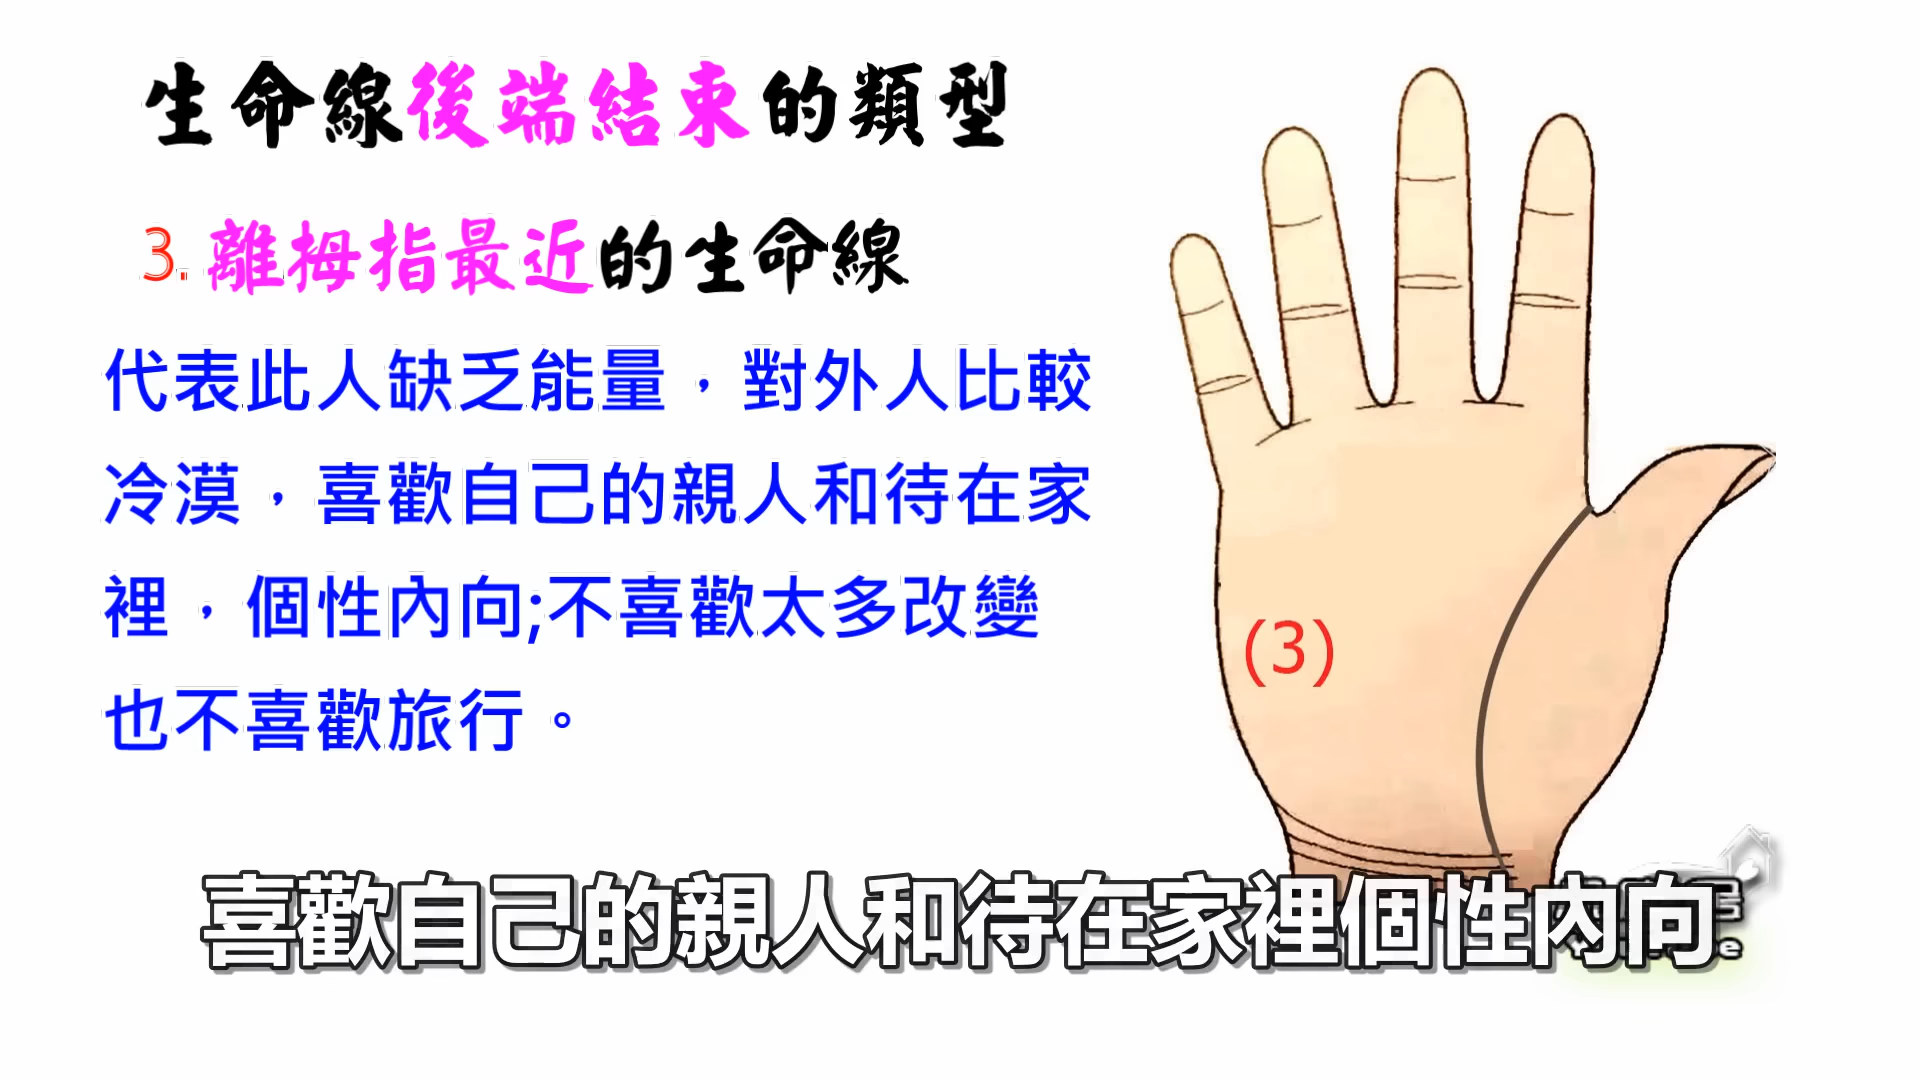 生命線後端結束的類型
3.離拇指最近的生命線
代表此人缺乏能量，對外人比較
冷漠，喜歡自己的親人和待在家
裡，個性內向;不喜歡太多改變
也不喜歡旅行。
(3)
喜歡自己的親人和待在家裡個性內向